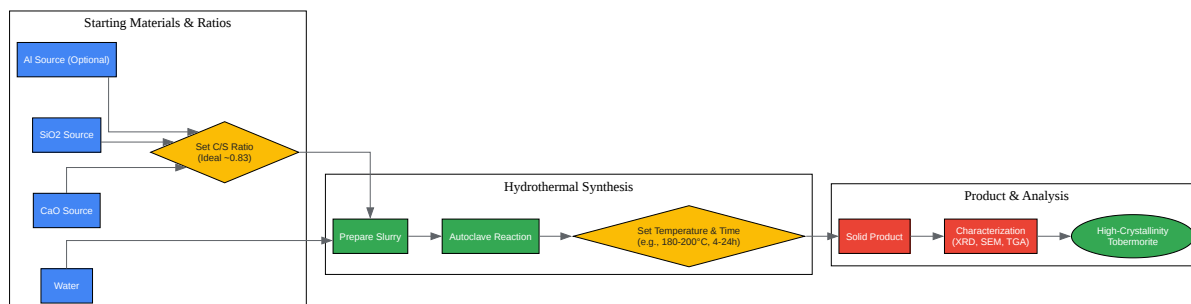 Starting Materials & Ratios
Al Source (Optional)
SiO2 Source
Set C/S Ratio
(Ideal ~0.83)
CaO Source
Water
Hydrothermal Synthesis
Prepare Slurry
Autoclave Reaction
Set Temperature & Time
(e.g., 180-200°C, 4-24h)
Product & Analysis
Solid Product
Characterization
(XRD, SEM, TGA)
High-Crystallinity
Tobermorite